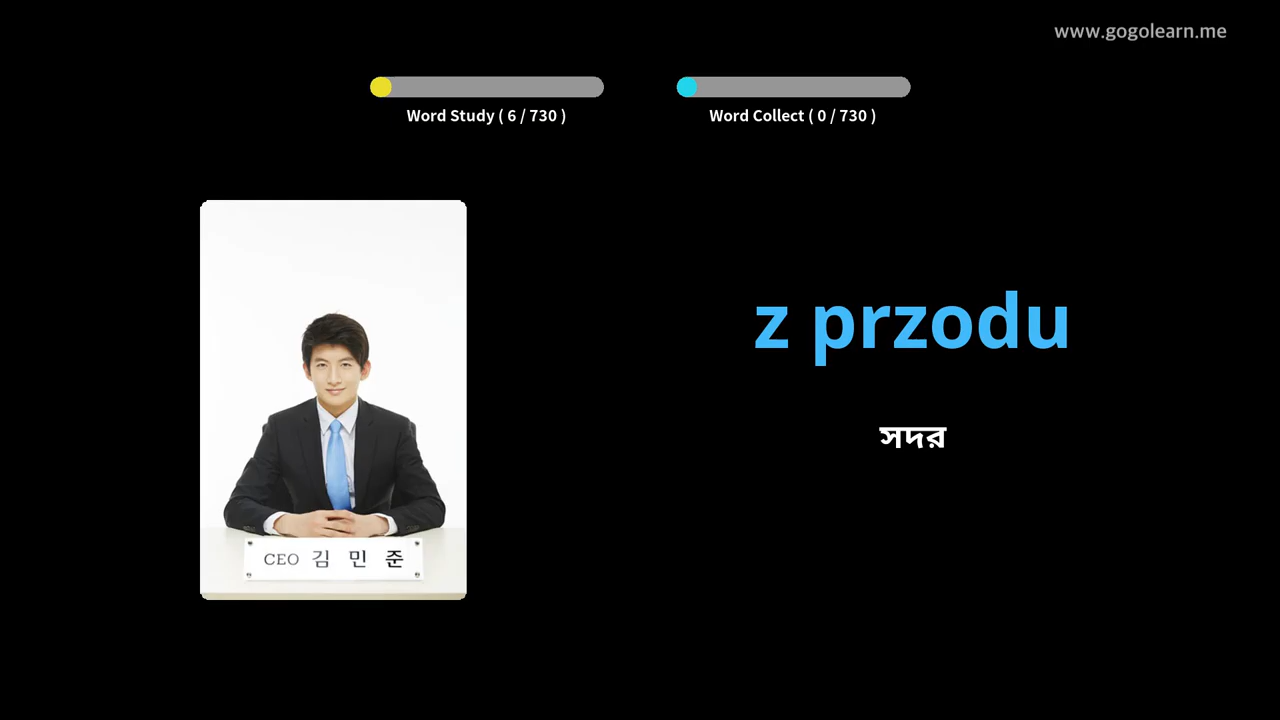 www.gogolearn.me
Word Study ( 6 / 730 )
Word Collect ( 0 / 730 )
z przodu
সদর
CEO 김 민 준